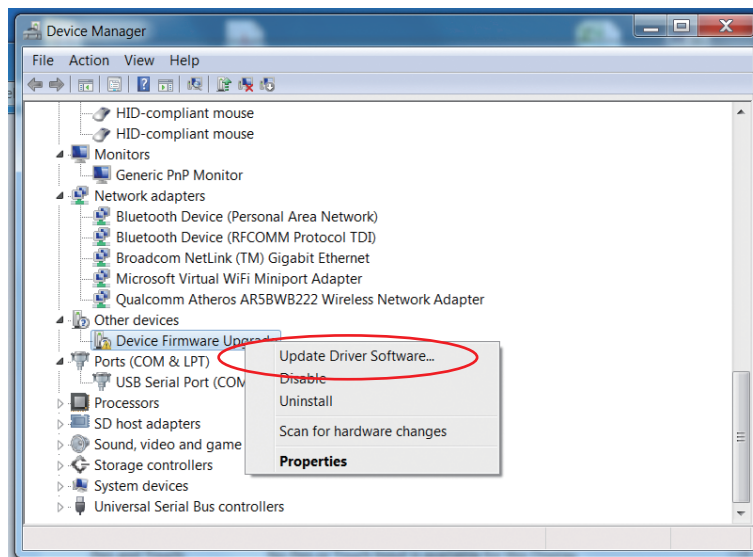 Device Manager
File Action View Help
HID-compliant mouse
HID-compliant mouse
Monitors
Generic PnP Monitor
Network adapters
Bluetooth Device (Personal Area Network)
Bluetooth Device (RFCOMM Protocol TDI)
Broadcom NetLink (TM) Gigabit Ethernet
Microsoft Virtual WiFi Miniport Adapter
Qualcomm Atheros AR5BWB222 Wireless Network Adapter
Other devices
Device Firmware Upgrade
Ports (COM & LPT)
USB Serial Port (COM
Processors
SD host adapters
Sound, video and game
Storage controllers
System devices
Universal Serial Bus controllers
Update Driver Software...
Disable
Uninstall
Scan for hardware changes
Properties